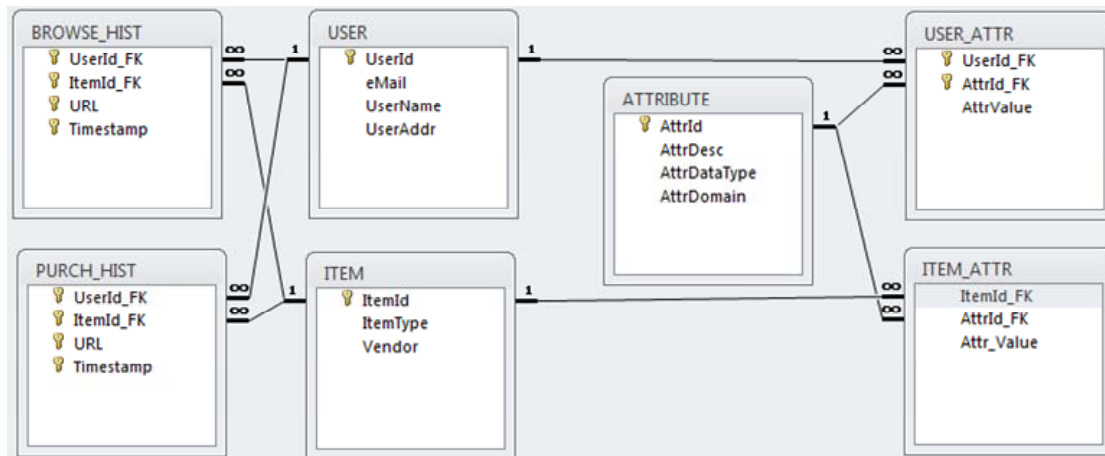 BROWSE_HIST
UserId_FK
ItemId_FK
URL
Timestamp
∞
∞
1
USER
UserId
eMail
UserName
UserAddr
1
ATTRIBUTE
AttrId
AttrDesc
AttrDataType
AttrDomain
1
∞
∞
USER_ATTR
UserId_FK
AttrId_FK
AttrValue
PURCH_HIST
UserId_FK
ItemId_FK
URL
Timestamp
∞
∞
1
ITEM
ItemId
ItemType
Vendor
1
∞
∞
ITEM_ATTR
ItemId_FK
AttrId_FK
Attr_Value